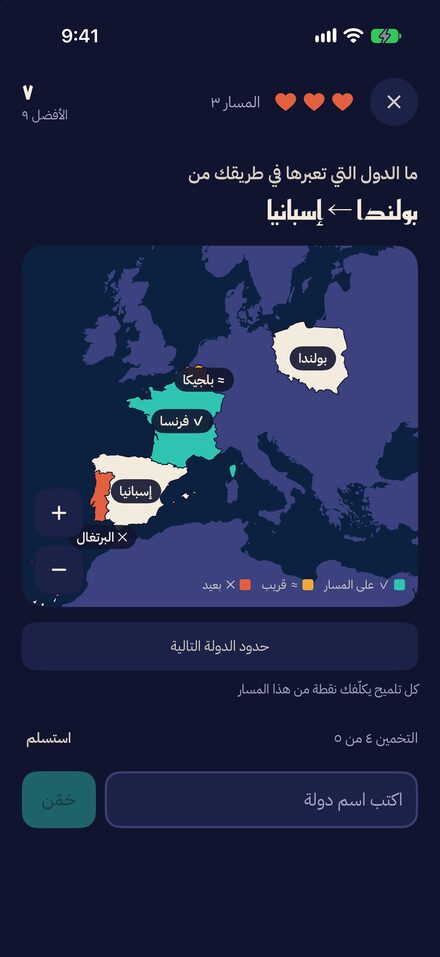 9:41
المسار ٣
٧
الأفضل ٩
ما الدول التي تعبرها في طريقك من
بولندا ← إسبانيا
بولندا
≈ بلجيكا
✓ فرنسا
إسبانيا
✕ البرتغال
+
−
✓ على المسار ≈ قريب ✕ بعيد
حدود الدولة التالية
كل تلميح يكلّفك نقطة من هذا المسار
التخمين ٤ من ٥
استسلم
اكتب اسم دولة
خمّن